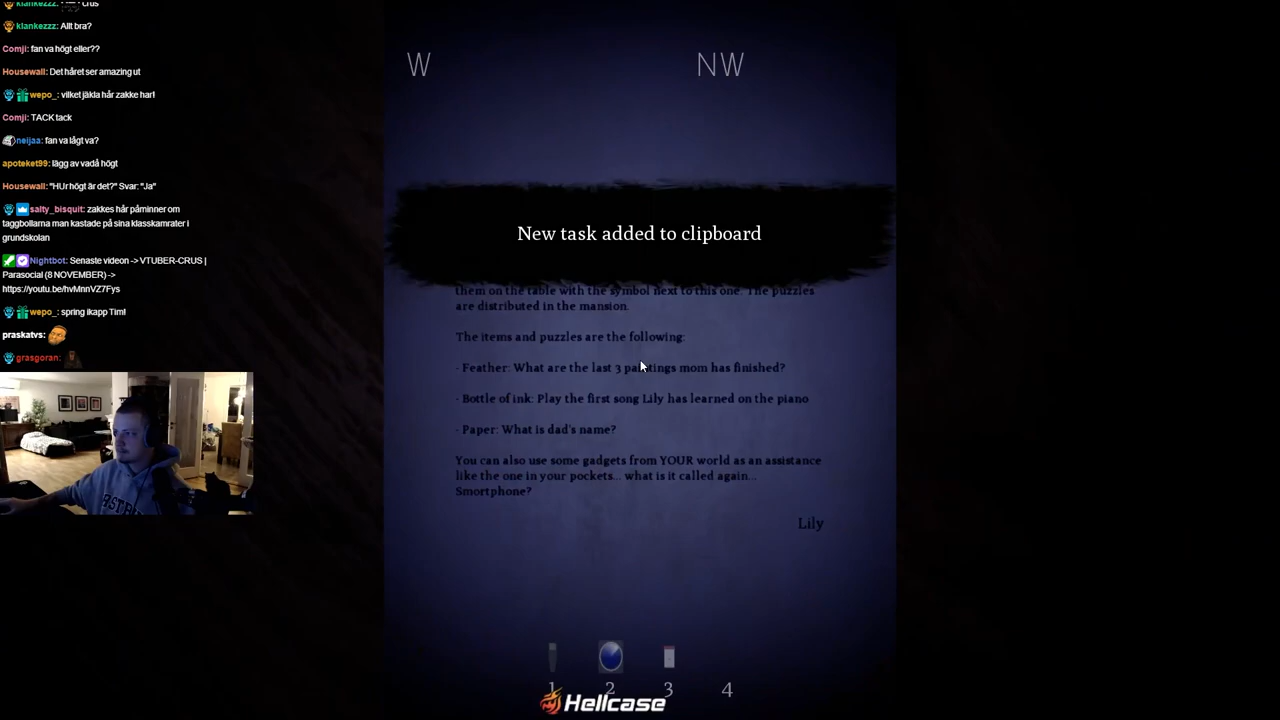 klankezzz: Allt bra?
Comji: fan va högt eller??
Housewall: Det håret ser amazing ut
wepo_: vilket jäkla hår zakke har!
Comji: TACK tack
neijaa: fan va lågt va?
apoteket99: lägg av vadå högt
Housewall: "HUr högt är det?" Svar: "Ja"
salty_bisquit: zakkes hår påminner om
taggbollarna man kastade på sina klasskamrater i
grundskolan
Nightbot: Senaste videon -> VTUBER-CRUS |
Parasocial (8 NOVEMBER) ->
https://youtu.be/hvMnnVZ7Fys
wepo_: spring ikapp Tim!
praskatvs:
grasgoran:
W NW
New task added to clipboard
them on the table with the symbol next to this one. The puzzles
are distributed in the mansion.
The items and puzzles are the following:
- Feather: What are the last 3 paintings mom has finished?
- Bottle of ink: Play the first song Lily has learned on the piano
- Paper: What is dad's name?
You can also use some gadgets from YOUR world as an assistance
like the one in your pockets... what is it called again...
Smortphone?
Lily
1 2 3 4
Hellcase